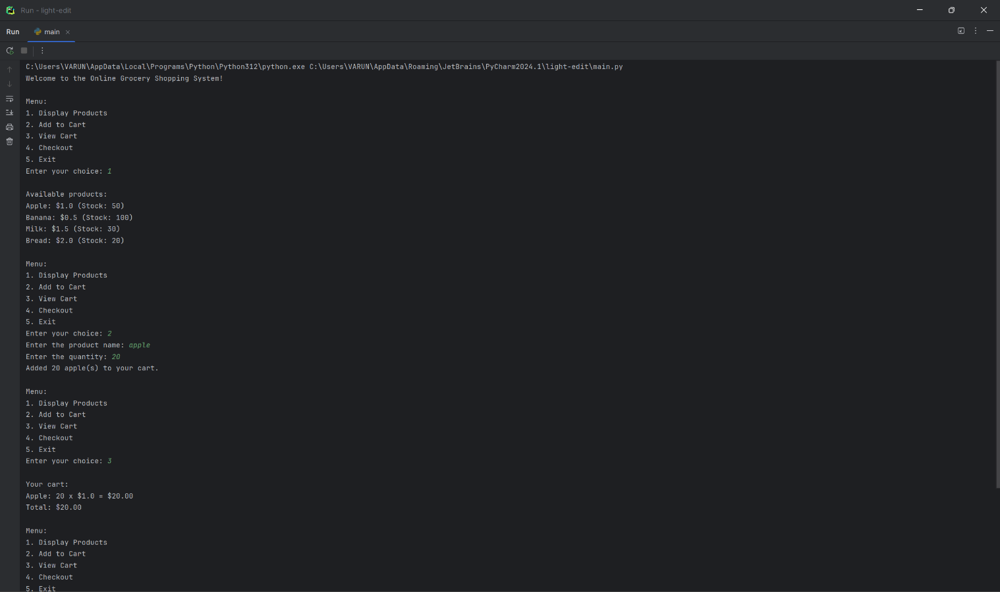 Run - light-edit
Run main
C:\Users\VARUN\AppData\Local\Programs\Python\Python312\python.exe C:\Users\VARUN\AppData\Roaming\JetBrains\PyCharm2024.1\light-edit\main.py
Welcome to the Online Grocery Shopping System!
Menu:
1. Display Products
2. Add to Cart
3. View Cart
4. Checkout
5. Exit
Enter your choice: 1
Available products:
Apple: $1.0 (Stock: 50)
Banana: $0.5 (Stock: 100)
Milk: $1.5 (Stock: 30)
Bread: $2.0 (Stock: 20)
Menu:
1. Display Products
2. Add to Cart
3. View Cart
4. Checkout
5. Exit
Enter your choice: 2
Enter the product name: apple
Enter the quantity: 20
Added 20 apple(s) to your cart.
Menu:
1. Display Products
2. Add to Cart
3. View Cart
4. Checkout
5. Exit
Enter your choice: 3
Your cart:
Apple: 20 x $1.0 = $20.00
Total: $20.00
Menu:
1. Display Products
2. Add to Cart
3. View Cart
4. Checkout
5. Exit